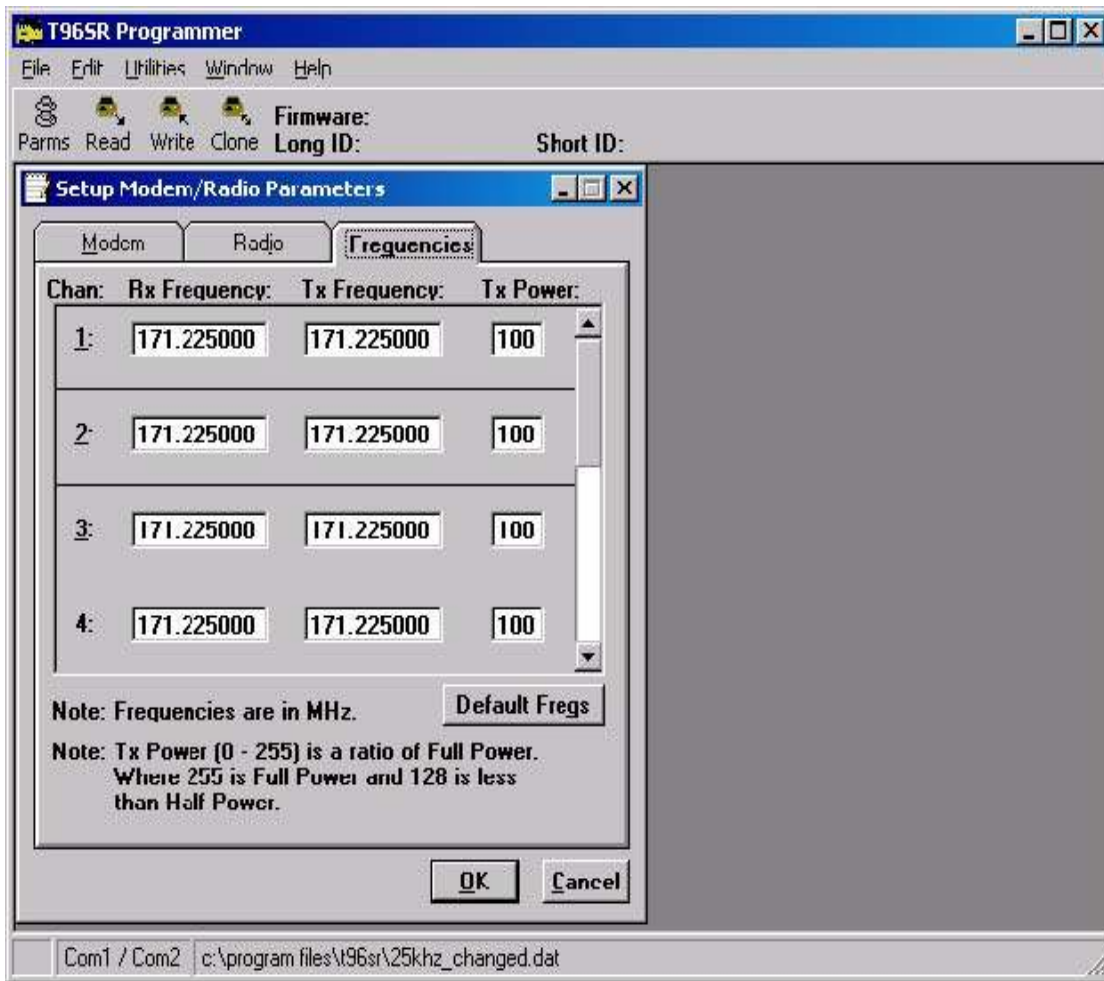 T96SR Programmer
File Edit Utilities Window Help
Parms Read Write Clone
Firmware:
Long ID: Short ID:
Setup Modem/Radio Parameters
Modem Radio Frequencies
Chan: Rx Frequency: Tx Frequency: Tx Power:
1: 171.225000 171.225000 100
2: 171.225000 171.225000 100
3: 171.225000 171.225000 100
4: 171.225000 171.225000 100
Note: Frequencies are in MHz.
Default Freqs
Note: Tx Power (0 - 255) is a ratio of Full Power.
Where 255 is Full Power and 128 is less
than Half Power.
OK Cancel
Com1 / Com2 c:\program files\t96sr\25khz_changed.dat